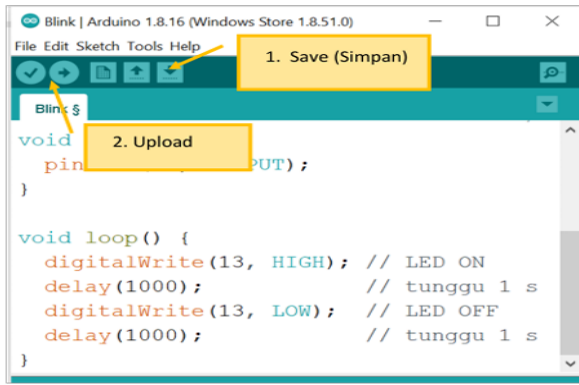 Blink | Arduino 1.8.16 (Windows Store 1.8.51.0)
File Edit Sketch Tools Help
1. Save (Simpan)
Blink §
2. Upload
void
pin PUT);
}
void loop() {
digitalWrite(13, HIGH); // LED ON
delay(1000); // tunggu 1 s
digitalWrite(13, LOW); // LED OFF
delay(1000); // tunggu 1 s
}